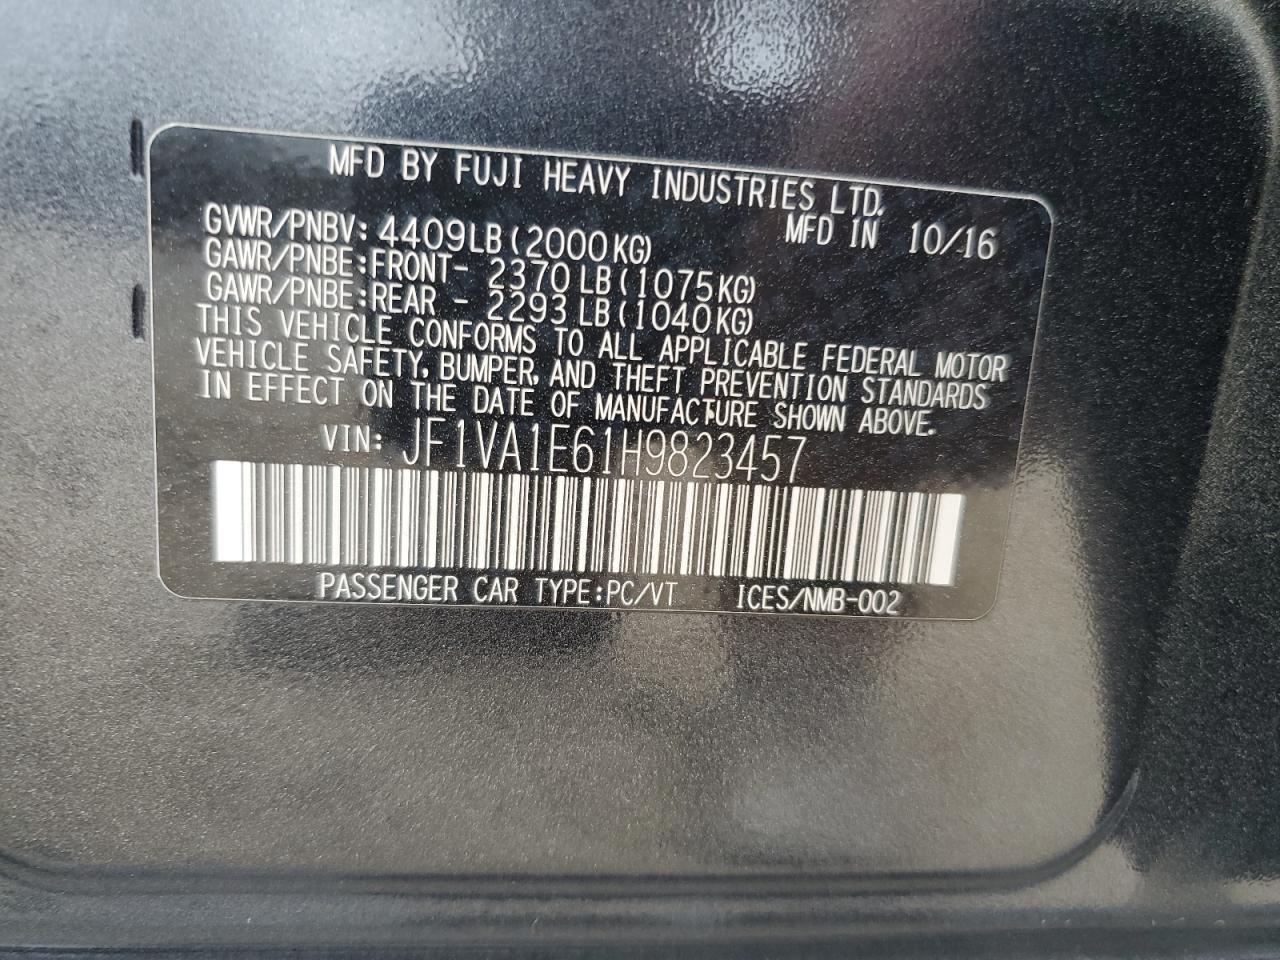 MFD BY FUJI HEAVY INDUSTRIES LTD.
GVWR/PNBV: 4409LB(2000KG) MFD IN 10/16
GAWR/PNBE:FRONT- 2370LB(1075KG)
GAWR/PNBE:REAR - 2293LB(1040KG)
THIS VEHICLE CONFORMS TO ALL APPLICABLE FEDERAL MOTOR
VEHICLE SAFETY, BUMPER, AND THEFT PREVENTION STANDARDS
IN EFFECT ON THE DATE OF MANUFACTURE SHOWN ABOVE.
VIN: JF1VA1E61H9823457
PASSENGER CAR TYPE:PC/VT ICES/NMB-002